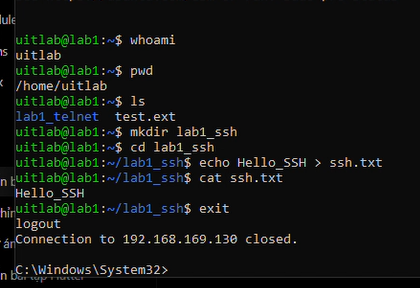 uitlab@lab1:~$ whoami
uitlab
uitlab@lab1:~$ pwd
/home/uitlab
uitlab@lab1:~$ ls
lab1_telnet  test.ext
uitlab@lab1:~$ mkdir lab1_ssh
uitlab@lab1:~$ cd lab1_ssh
uitlab@lab1:~/lab1_ssh$ echo Hello_SSH > ssh.txt
uitlab@lab1:~/lab1_ssh$ cat ssh.txt
Hello_SSH
uitlab@lab1:~/lab1_ssh$ exit
logout
Connection to 192.168.169.130 closed.
C:\Windows\System32>